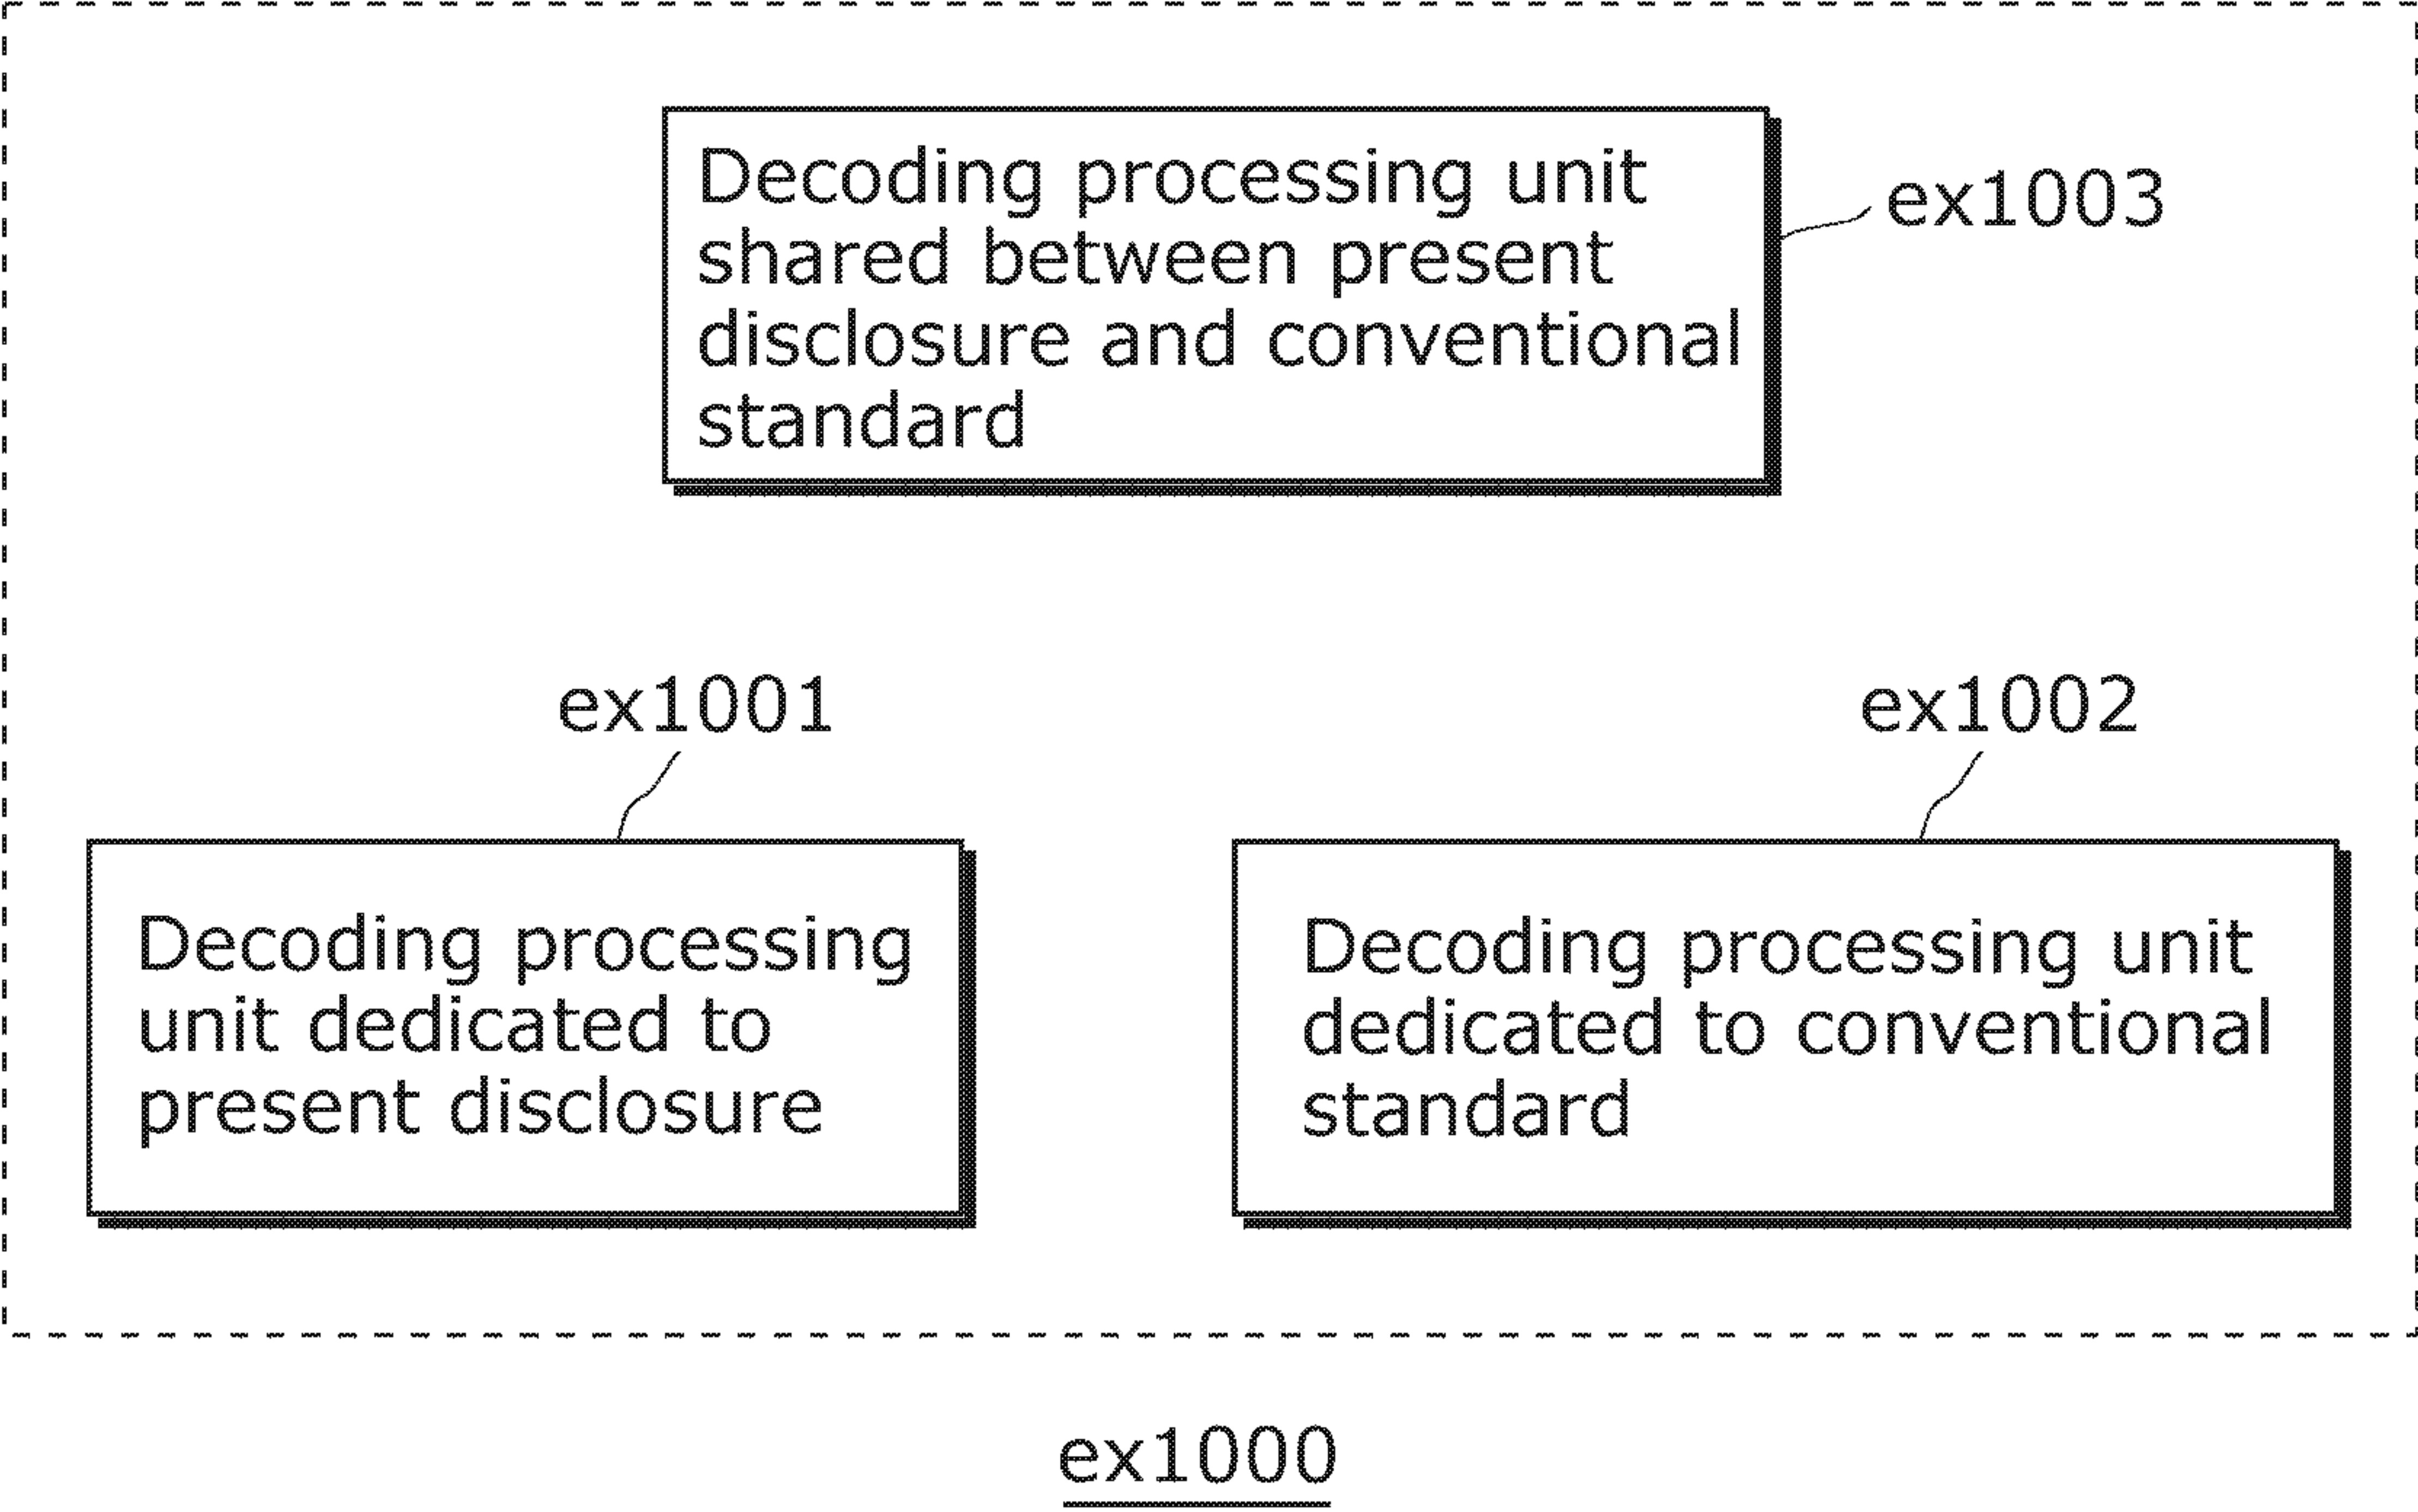 Decoding processing unit
shared between present
disclosure and conventional
standard
ex1003
ex1001
ex1002
Decoding processing
unit dedicated to
present disclosure
Decoding processing unit
dedicated to conventional
standard
ex1000